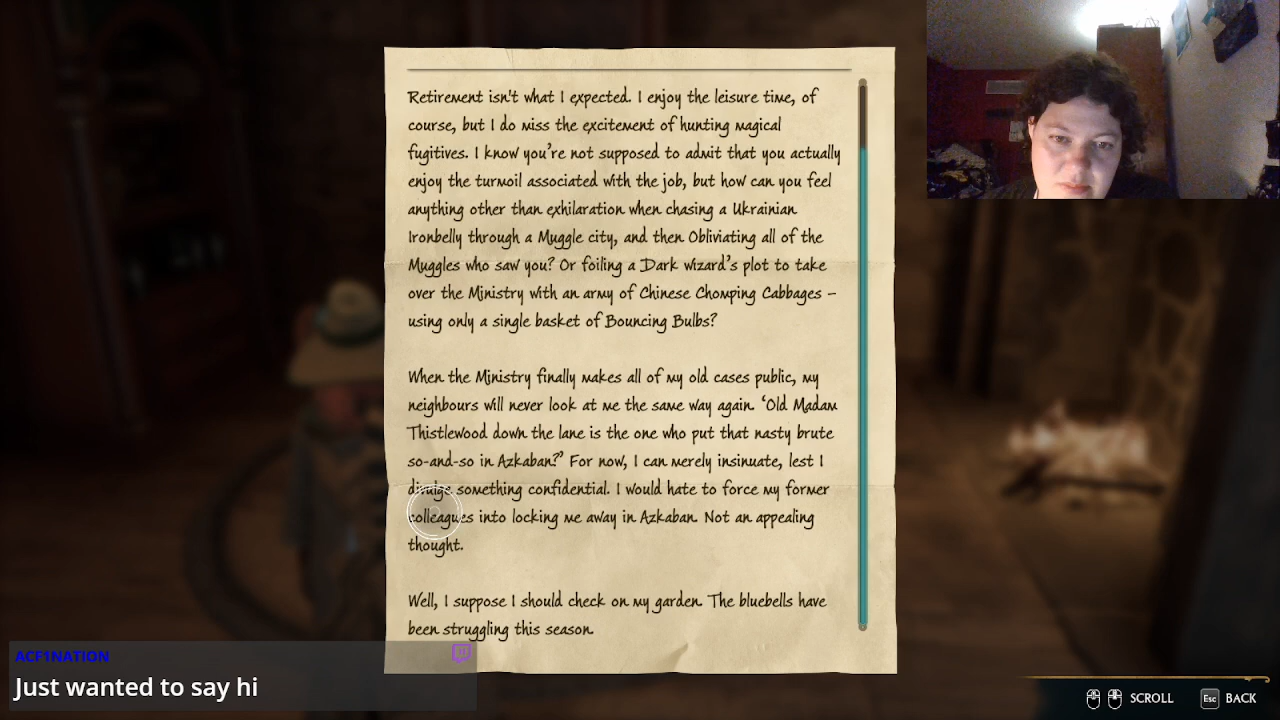 Retirement isn't what I expected. I enjoy the leisure time, of
course, but I do miss the excitement of hunting magical
fugitives. I know you're not supposed to admit that you actually
enjoy the turmoil associated with the job, but how can you feel
anything other than exhilaration when chasing a Ukrainian
Ironbelly through a Muggle city, and then Obliviating all of the
Muggles who saw you? Or foiling a Dark wizard's plot to take
over the Ministry with an army of Chinese Chomping Cabbages –
using only a single basket of Bouncing Bulbs?
When the Ministry finally makes all of my old cases public, my
neighbours will never look at me the same way again. 'Old Madam
Thistlewood down the lane is the one who put that nasty brute
so-and-so in Azkaban?' For now, I can merely insinuate, lest I
divulge something confidential. I would hate to force my former
colleagues into locking me away in Azkaban. Not an appealing
thought.
Well, I suppose I should check on my garden. The bluebells have
been struggling this season.
ACF1NATION
Just wanted to say hi
SCROLL
Esc BACK